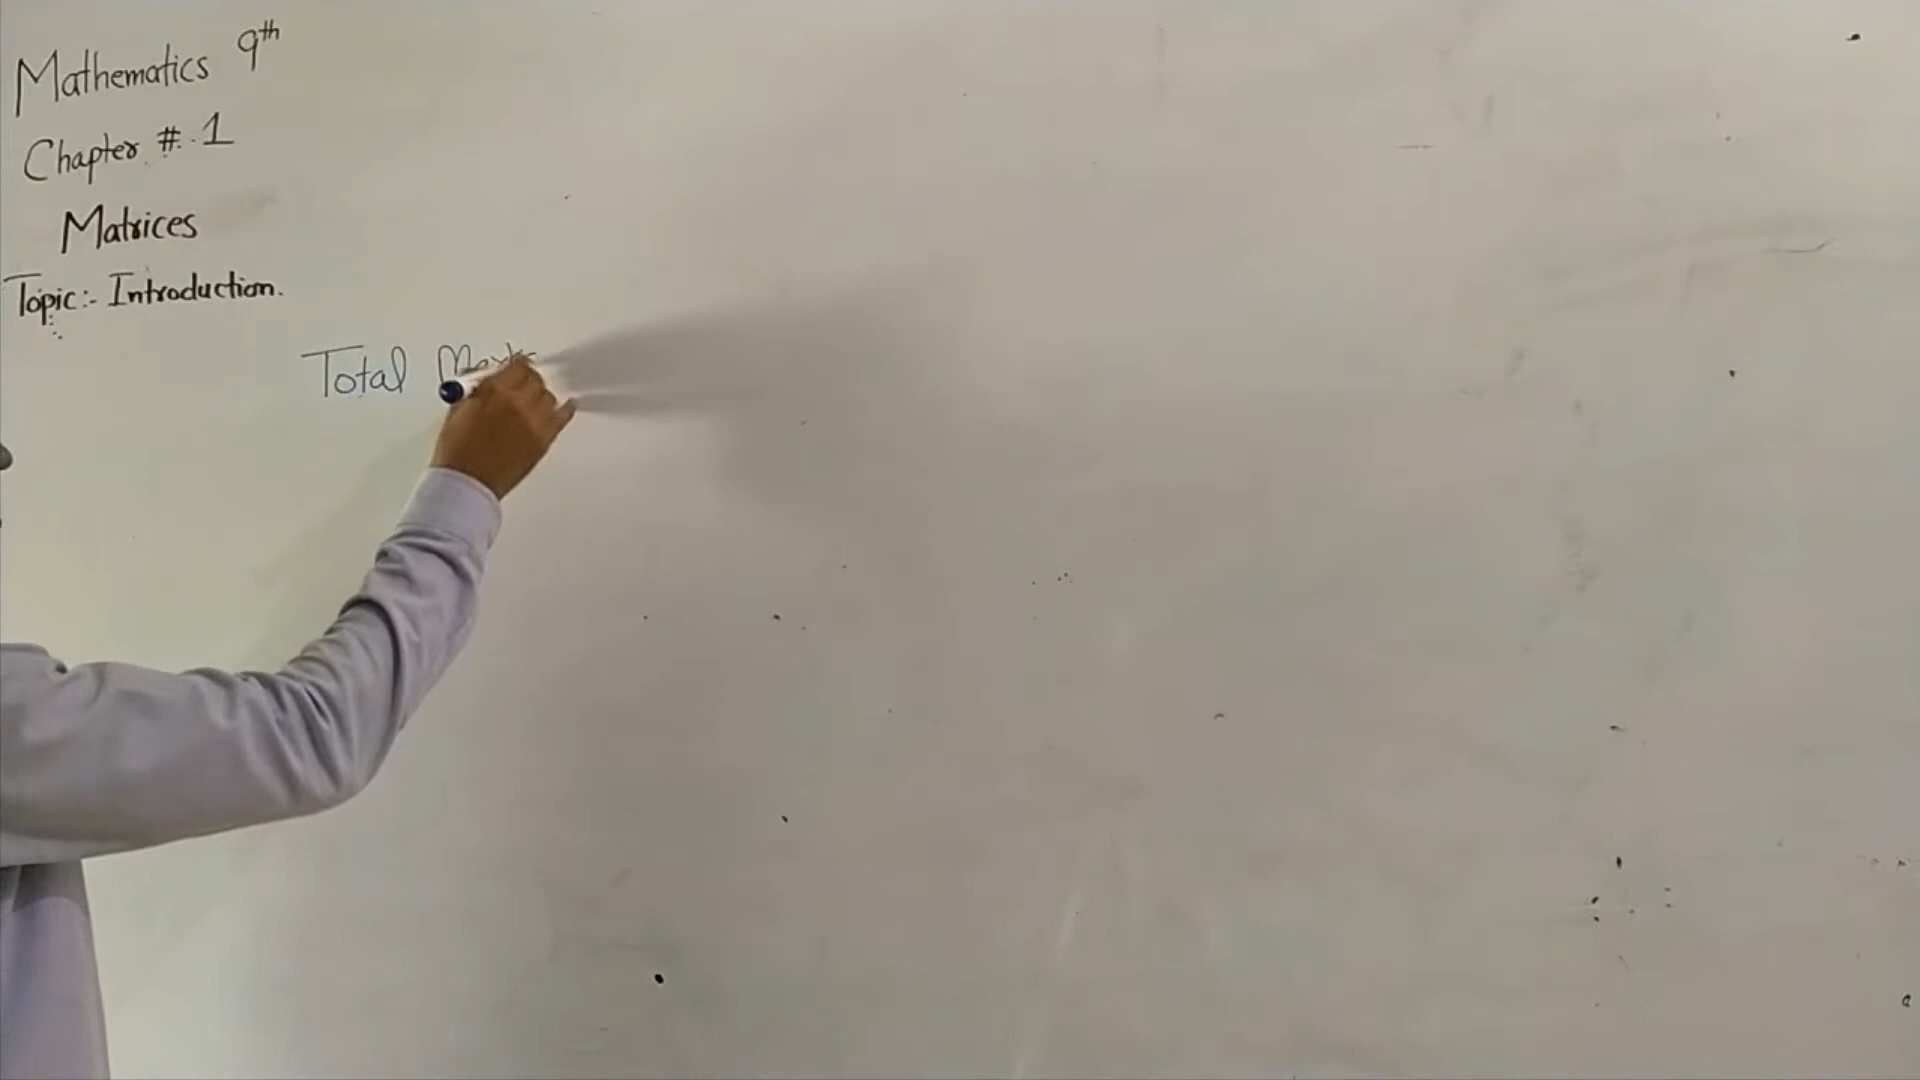 Mathematics 9th
Chapter # 1
Matrices
Topic:- Introduction.
Total